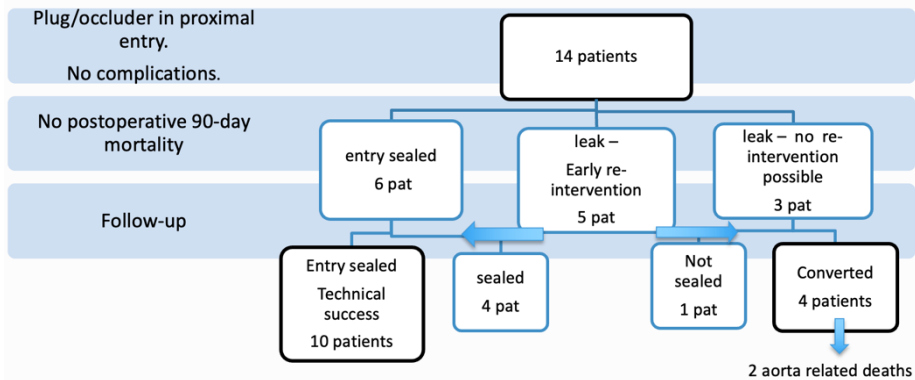 Plug/occluder in proximal
entry.
No complications.
14 patients
No postoperative 90-day
mortality
entry sealed
6 pat
leak –
Early re-
intervention
5 pat
leak – no re-
intervention
possible
3 pat
Follow-up
Entry sealed
Technical
success
10 patients
sealed
4 pat
Not
sealed
1 pat
Converted
4 patients
2 aorta related deaths